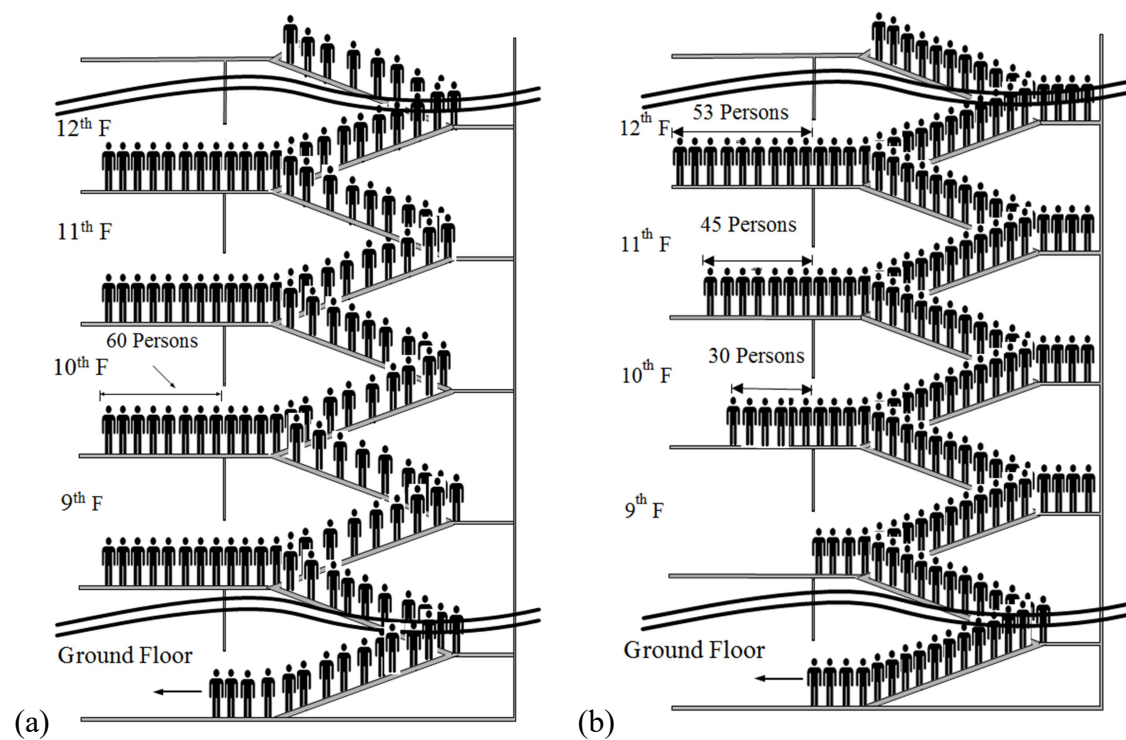 12th F
11th F
60 Persons
10th F
9th F
Ground Floor
(a)
53 Persons
12th F
45 Persons
11th F
30 Persons
10th F
9th F
Ground Floor
(b)